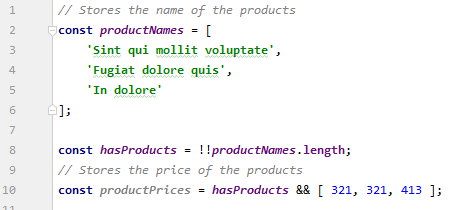 1 // Stores the name of the products
2 const productNames = [
3 'Sint qui mollit voluptate',
4 'Fugiat dolore quis',
5 'In dolore'
6 ];
7
8 const hasProducts = !!productNames.length;
9 // Stores the price of the products
10 const productPrices = hasProducts && [ 321, 321, 413 ];